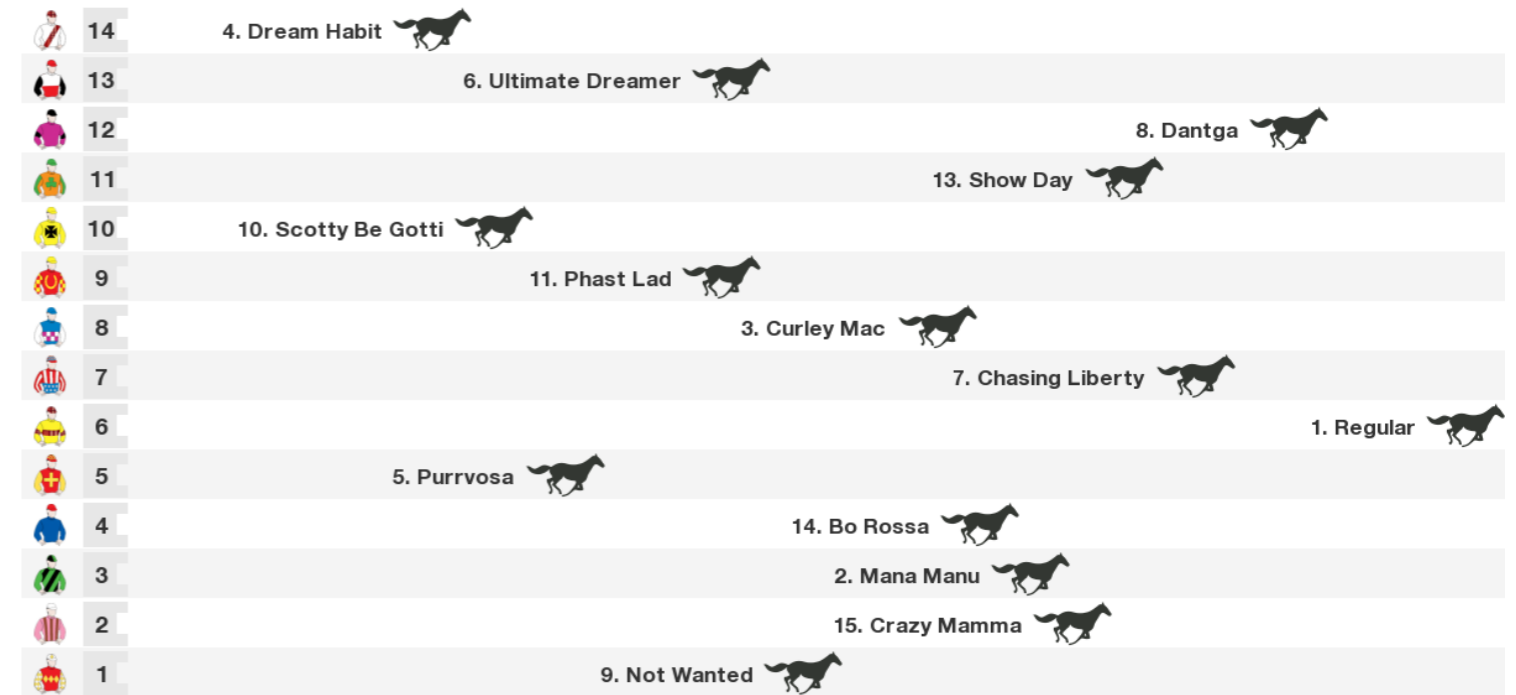 14 4. Dream Habit
13 6. Ultimate Dreamer
12 8. Dantga
11 13. Show Day
10 10. Scotty Be Gotti
9 11. Phast Lad
8 3. Curley Mac
7 7. Chasing Liberty
6 1. Regular
5 5. Purrvosa
4 14. Bo Rossa
3 2. Mana Manu
2 15. Crazy Mamma
1 9. Not Wanted